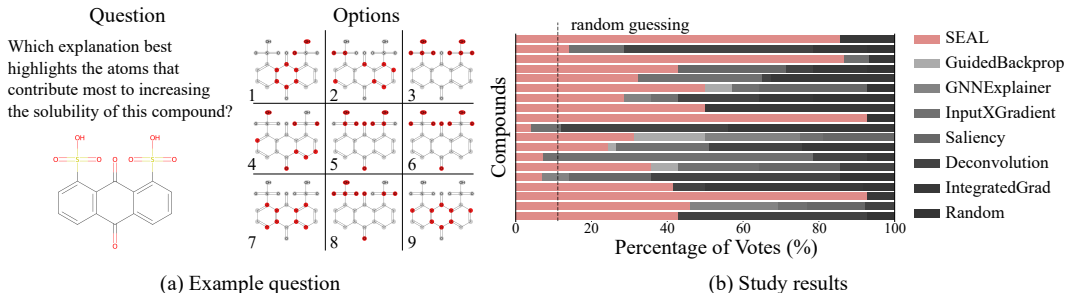 Question
Options
Which explanation best
highlights the atoms that
contribute most to increasing
the solubility of this compound?
OH
OH
O
S
O
O
O
S
O
O
1
2
3
4
5
6
7
8
9
(a) Example question
random guessing
Compounds
0
20
40
60
80
100
Percentage of Votes (%)
SEAL
GuidedBackprop
GNNExplainer
InputXGradient
Saliency
Deconvolution
IntegratedGrad
Random
(b) Study results